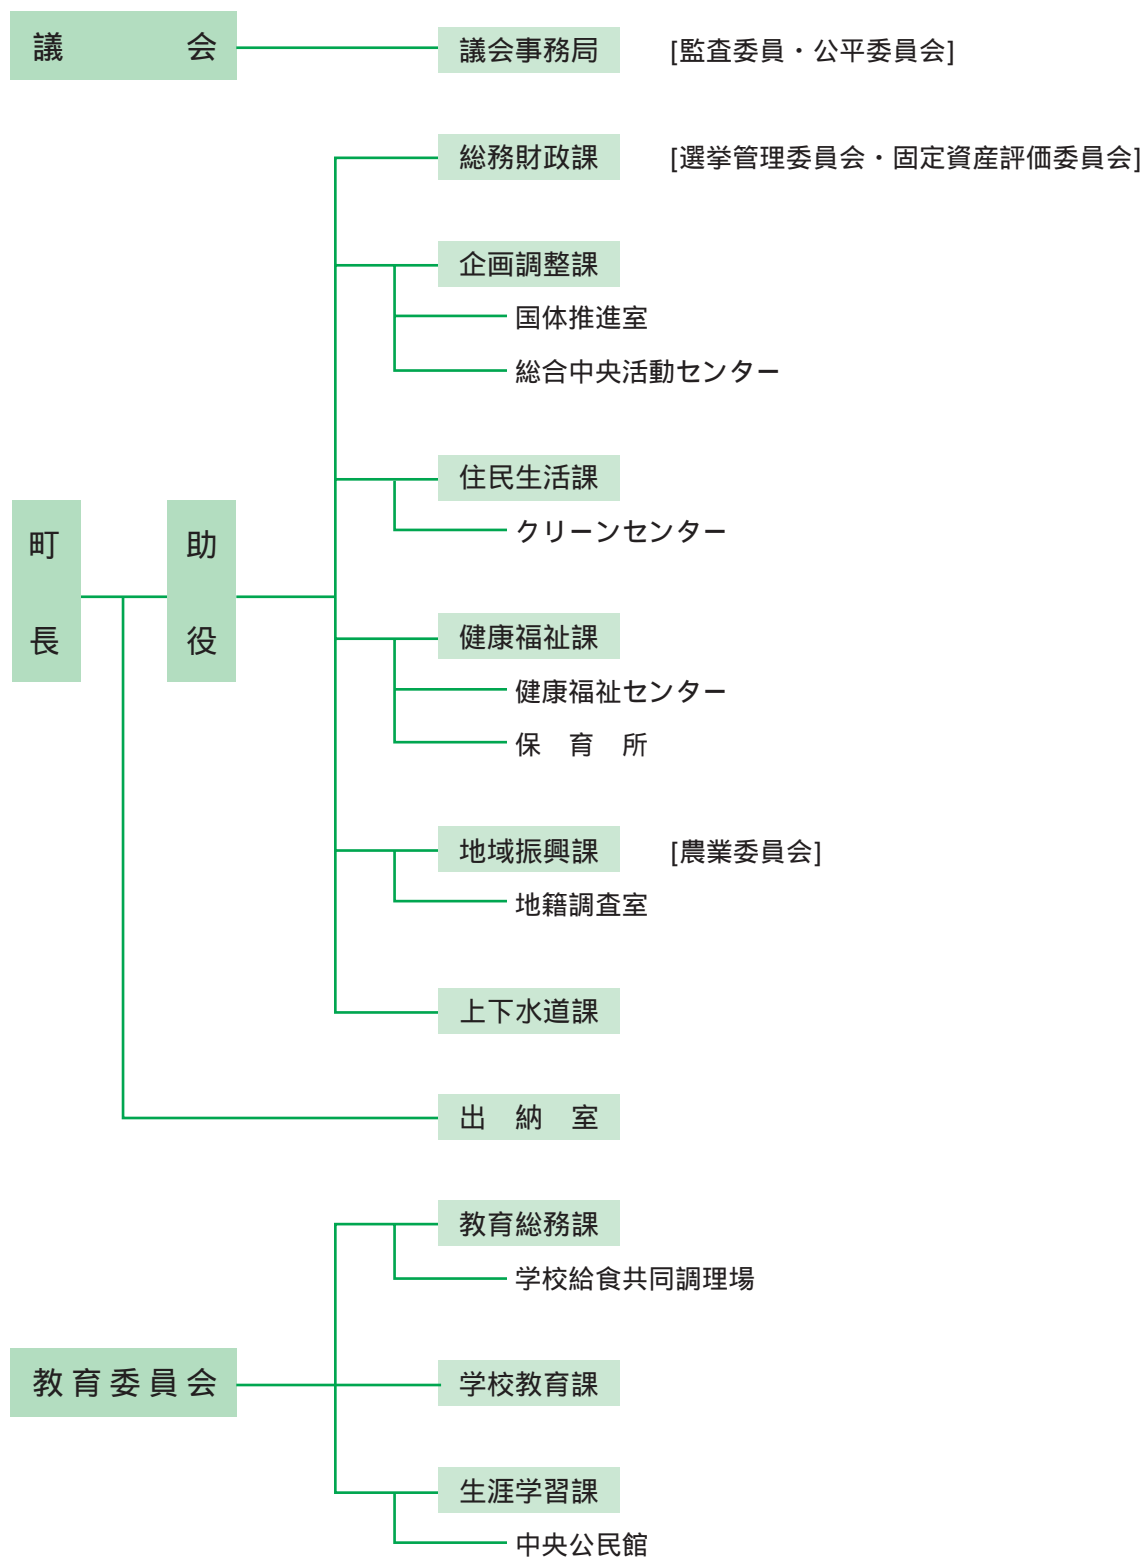 議　会
議会事務局
[監査委員・公平委員会]
総務財政課
[選挙管理委員会・固定資産評価委員会]
企画調整課
国体推進室
総合中央活動センター
住民生活課
クリーンセンター
町長
助役
健康福祉課
健康福祉センター
保　育　所
地域振興課
[農業委員会]
地籍調査室
上下水道課
出　納　室
教育総務課
学校給食共同調理場
教育委員会
学校教育課
生涯学習課
中央公民館